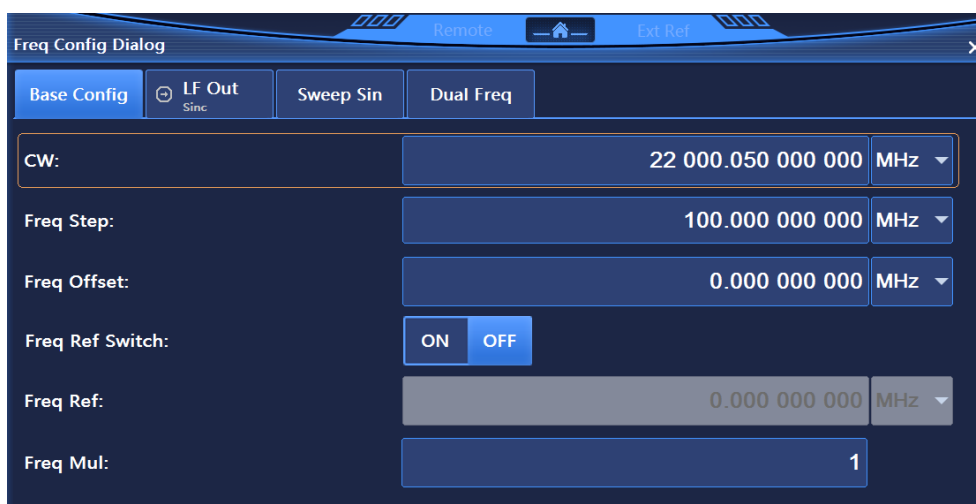 Remote Ext Ref
Freq Config Dialog
Base Config LF Out Sweep Sin Dual Freq
Sinc
CW: 22 000.050 000 000 MHz
Freq Step: 100.000 000 000 MHz
Freq Offset: 0.000 000 000 MHz
Freq Ref Switch: ON OFF
Freq Ref: 0.000 000 000 MHz
Freq Mul: 1